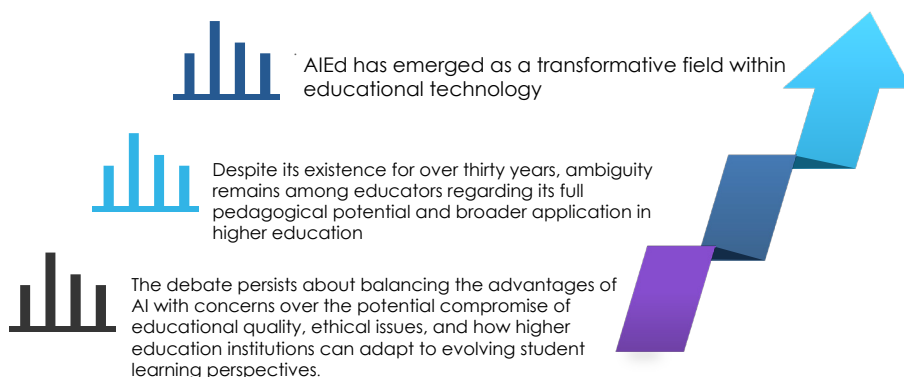 AIEd has emerged as a transformative field within
educational technology
Despite its existence for over thirty years, ambiguity
remains among educators regarding its full
pedagogical potential and broader application in
higher education
The debate persists about balancing the advantages of
AI with concerns over the potential compromise of
educational quality, ethical issues, and how higher
education institutions can adapt to evolving student
learning perspectives.